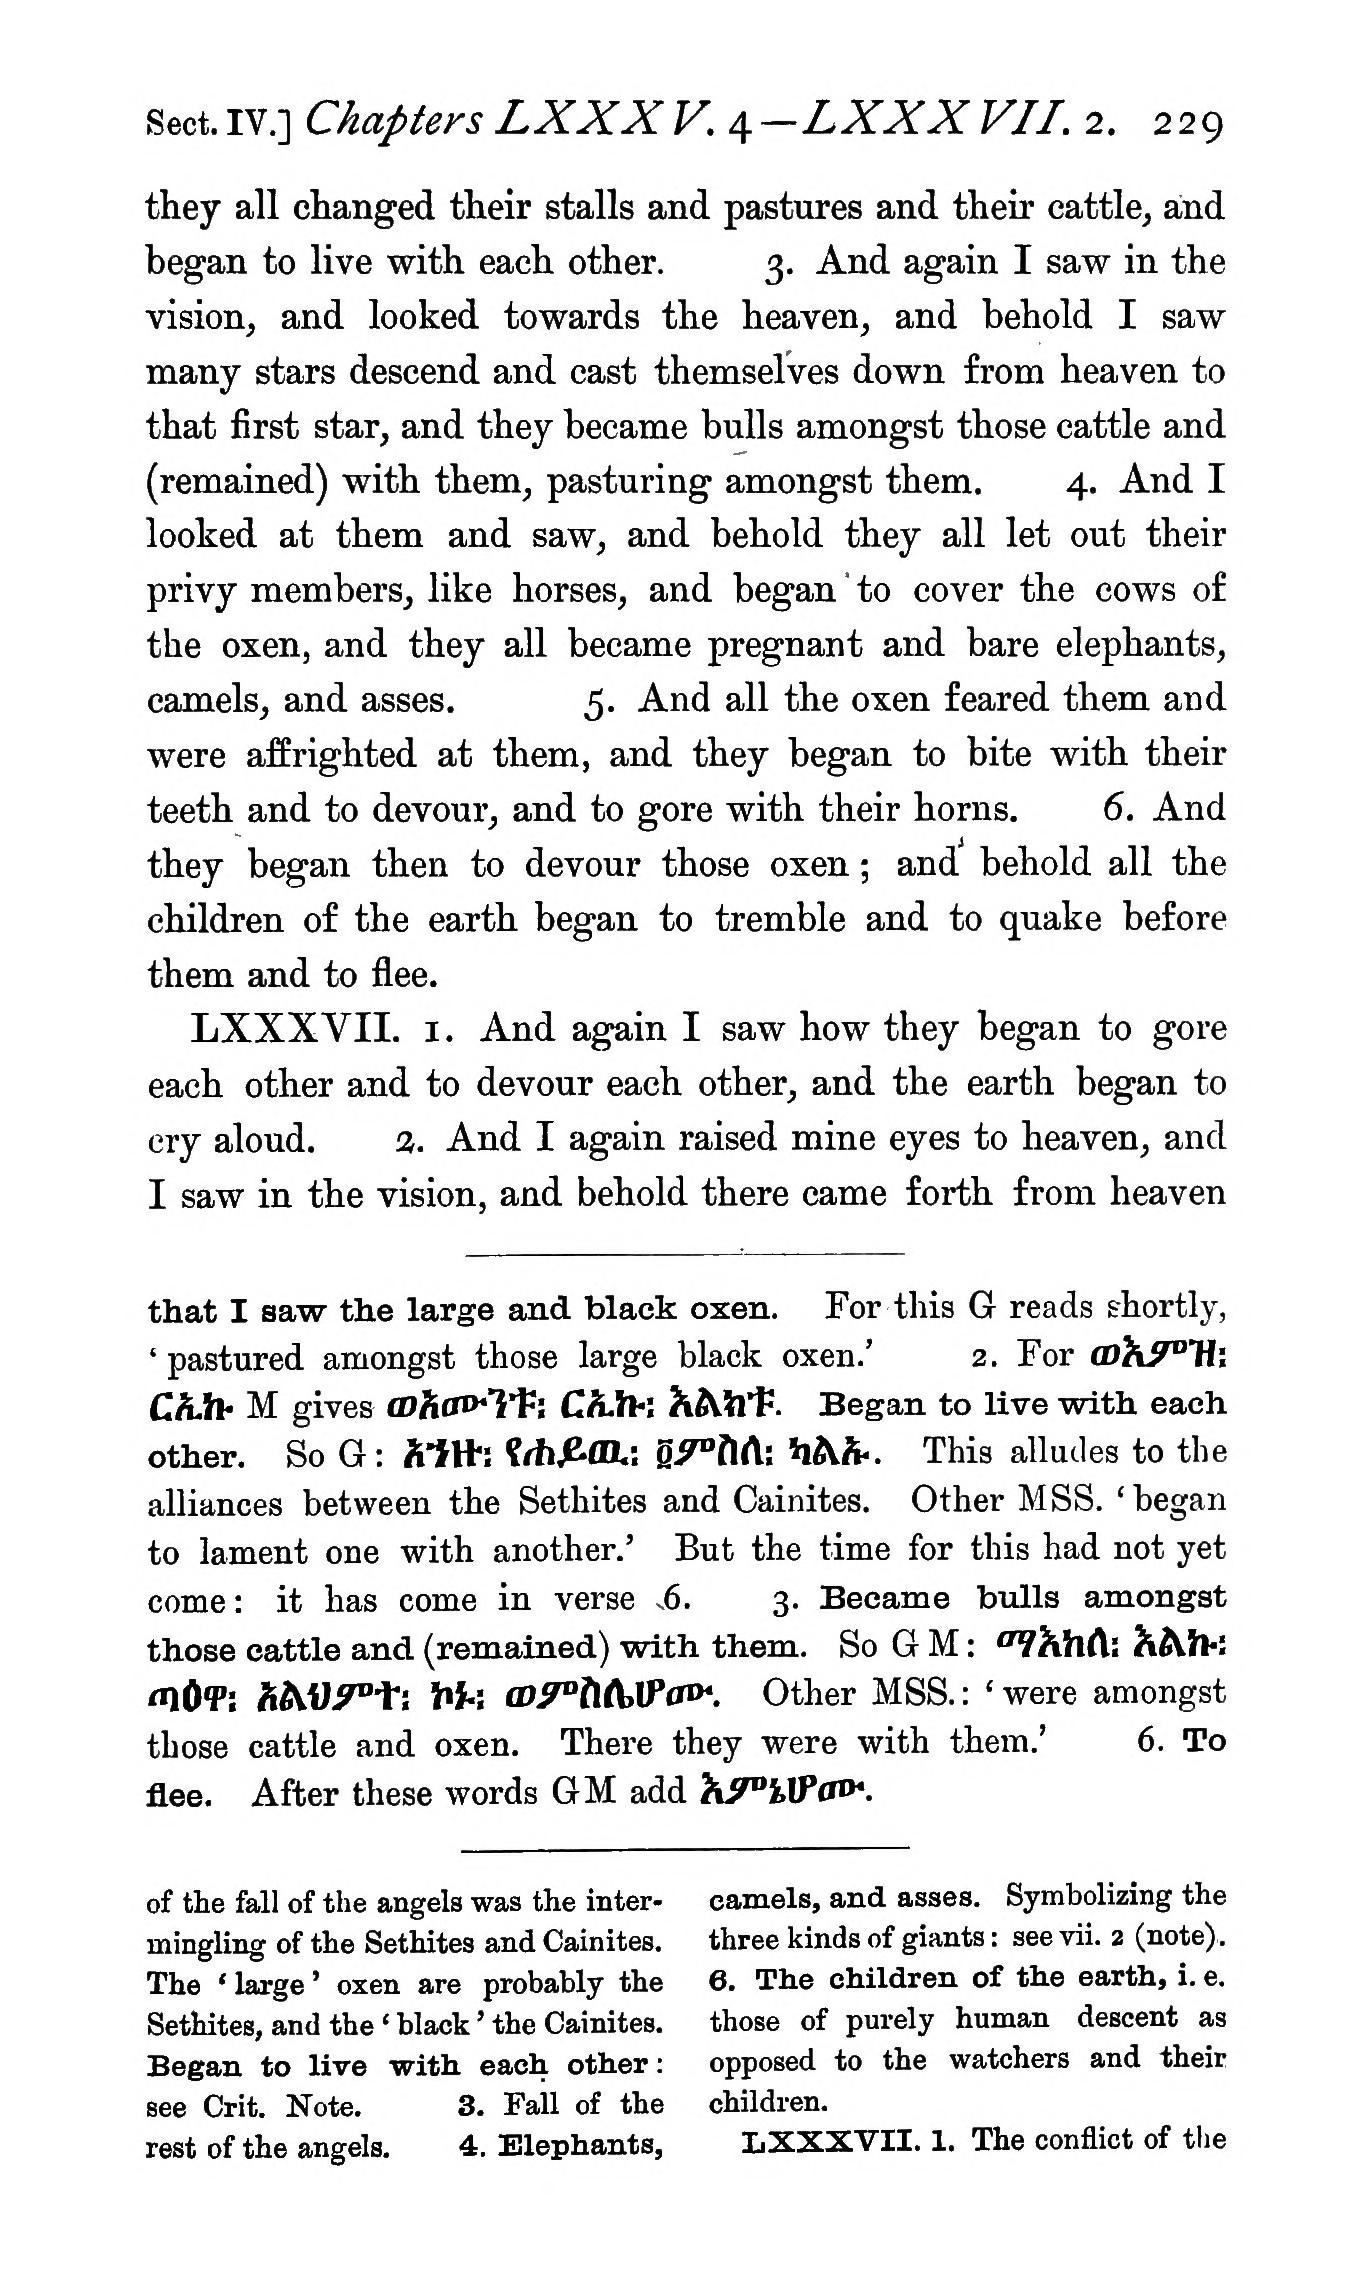 Sect. IV.] Chapters LXXXV. 4—LXXXVII. 2. 229
they all changed their stalls and pastures and their cattle, and
began to live with each other. 3. And again I saw in the
vision, and looked towards the heaven, and behold I saw
many stars descend and cast themselves down from heaven to
that first star, and they became bulls amongst those cattle and
(remained) with them, pasturing amongst them. 4. And I
looked at them and saw, and behold they all let out their
privy members, like horses, and began to cover the cows of
the oxen, and they all became pregnant and bare elephants,
camels, and asses. 5. And all the oxen feared them and
were affrighted at them, and they began to bite with their
teeth and to devour, and to gore with their horns. 6. And
they began then to devour those oxen; and behold all the
children of the earth began to tremble and to quake before
them and to flee.
LXXXVII. 1. And again I saw how they began to gore
each other and to devour each other, and the earth began to
cry aloud. 2. And I again raised mine eyes to heaven, and
I saw in the vision, and behold there came forth from heaven
that I saw the large and black oxen. For this G reads shortly,
‘pastured amongst those large black oxen.’ 2. For ወእምዝ፡
ርኢኩ M gives ወእሙንቱ፡ ርኢኩ፡ እልክቱ. Began to live with each
other. So G: እንዙ፡ የሐይዉ፡ ፩ምስለ፡ ካልኡ. This alludes to the
alliances between the Sethites and Cainites. Other MSS. ‘began
to lament one with another.’ But the time for this had not yet
come: it has come in verse 6. 3. Became bulls amongst
those cattle and (remained) with them. So G M: ማእከለ፡ እልኩ፡
ጣዕዋ፡ አልህምተ፡ ኮኑ፡ ወምስሌሆሙ. Other MSS.: ‘were amongst
those cattle and oxen. There they were with them.’ 6. To
flee. After these words G M add እምኔሆሙ.
of the fall of the angels was the inter-
mingling of the Sethites and Cainites.
The ‘large’ oxen are probably the
Sethites, and the ‘black’ the Cainites.
Began to live with each other:
see Crit. Note. 3. Fall of the
rest of the angels. 4. Elephants,
camels, and asses. Symbolizing the
three kinds of giants: see vii. 2 (note).
6. The children of the earth, i. e.
those of purely human descent as
opposed to the watchers and their
children.
LXXXVII. 1. The conflict of the